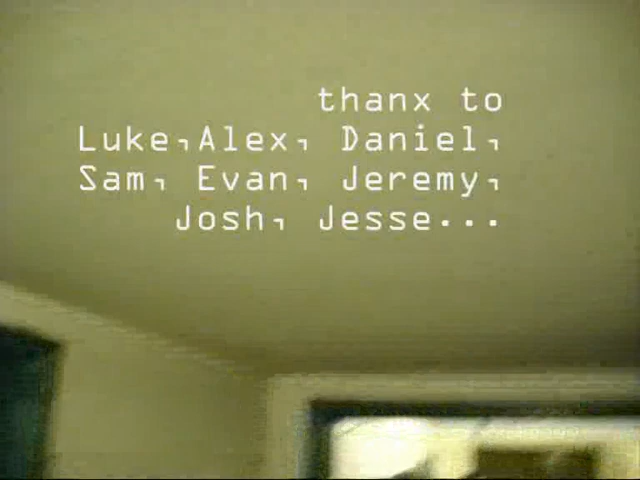 thanx to
Luke,Alex, Daniel,
Sam, Evan, Jeremy,
Josh, Jesse...